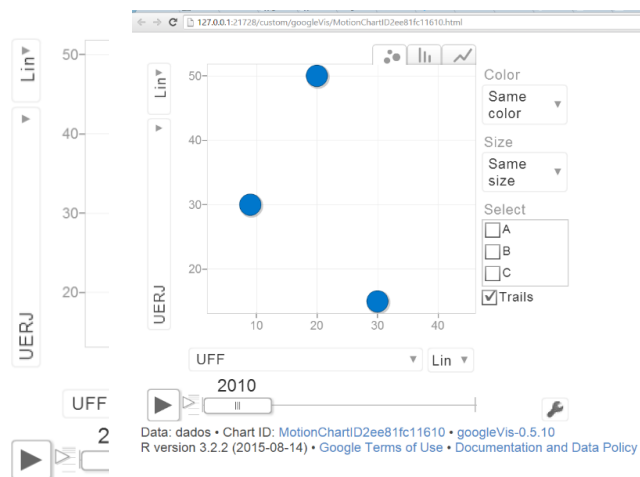 127.0.0.1:21728/custom/googleVis/MotionChartID2ee81fc11610.html
Lin
50
40
30
20
UERJ
UFF
2
Lin
50
40
30
20
UERJ
10
20
30
40
UFF
Lin
Color
Same
color
Size
Same
size
Select
A
B
C
Trails
2010
Data: dados • Chart ID: MotionChartID2ee81fc11610 • googleVis-0.5.10
R version 3.2.2 (2015-08-14) • Google Terms of Use • Documentation and Data Policy